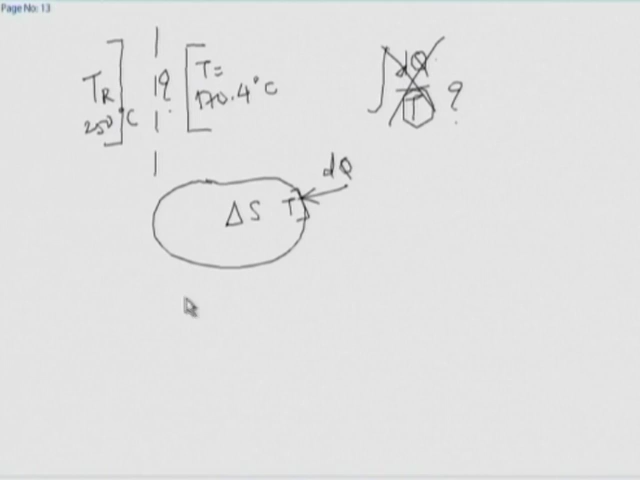 Page No: 13
T_R
250°C
Q
T=
170.4°C
∫ dQ/T ?
dQ
ΔS T